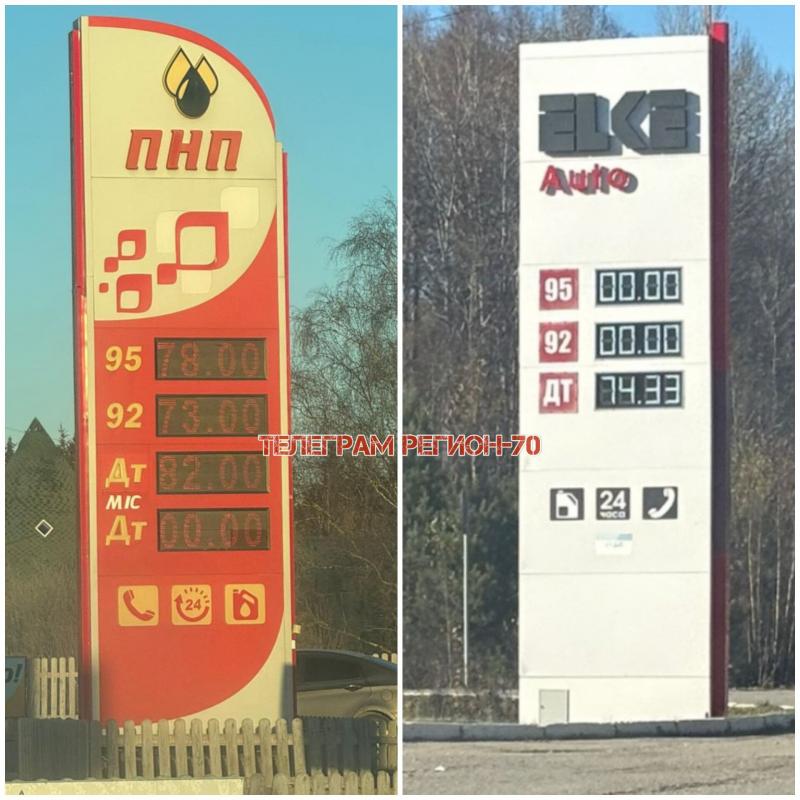 ПНП
95 78.00
92 73.00
Дт 82.00
М/С
Дт 00.00
24
ELKE
Auto
95 00.00
92 00.00
ДТ 74.33
24
часа
ТЕЛЕГРАМ РЕГИОН-70